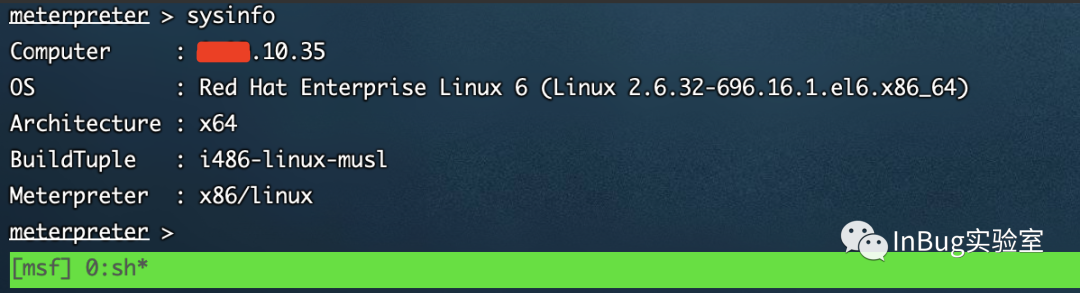 meterpreter > sysinfo
Computer     : .10.35
OS           : Red Hat Enterprise Linux 6 (Linux 2.6.32-696.16.1.el6.x86_64)
Architecture : x64
BuildTuple   : i486-linux-musl
Meterpreter  : x86/linux
meterpreter >
InBug实验室
[msf] 0:sh*